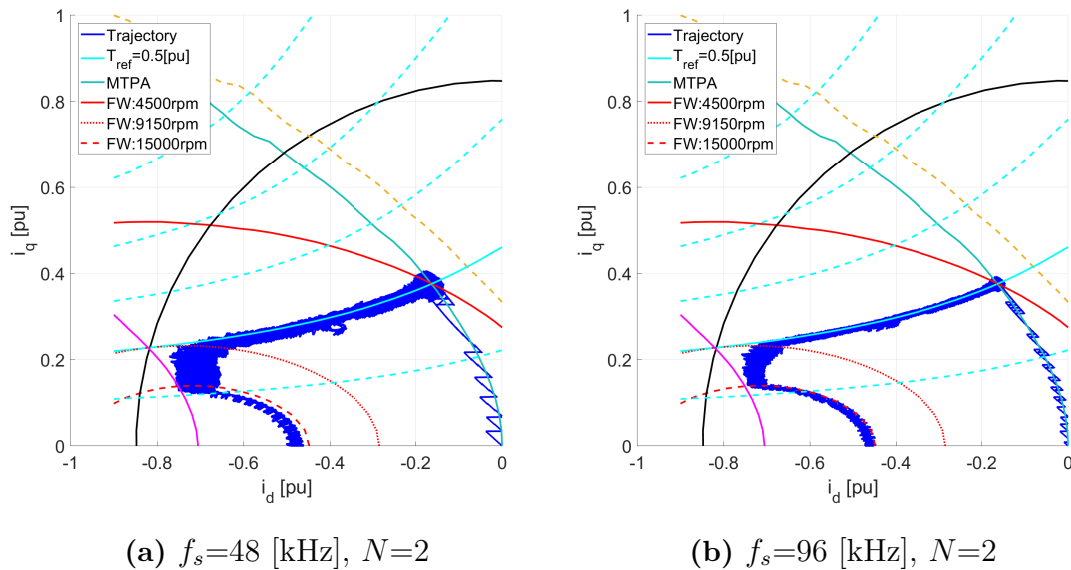 1
0.8
0.6
0.4
0.2
0
-1
-0.8
-0.6
-0.4
-0.2
0
i_q [pu]
i_d [pu]
Trajectory
T_ref=0.5[pu]
MTPA
FW:4500rpm
FW:9150rpm
FW:15000rpm
(a) f_s=48 [kHz], N=2
1
0.8
0.6
0.4
0.2
0
-1
-0.8
-0.6
-0.4
-0.2
0
i_q [pu]
i_d [pu]
Trajectory
T_ref=0.5[pu]
MTPA
FW:4500rpm
FW:9150rpm
FW:15000rpm
(b) f_s=96 [kHz], N=2